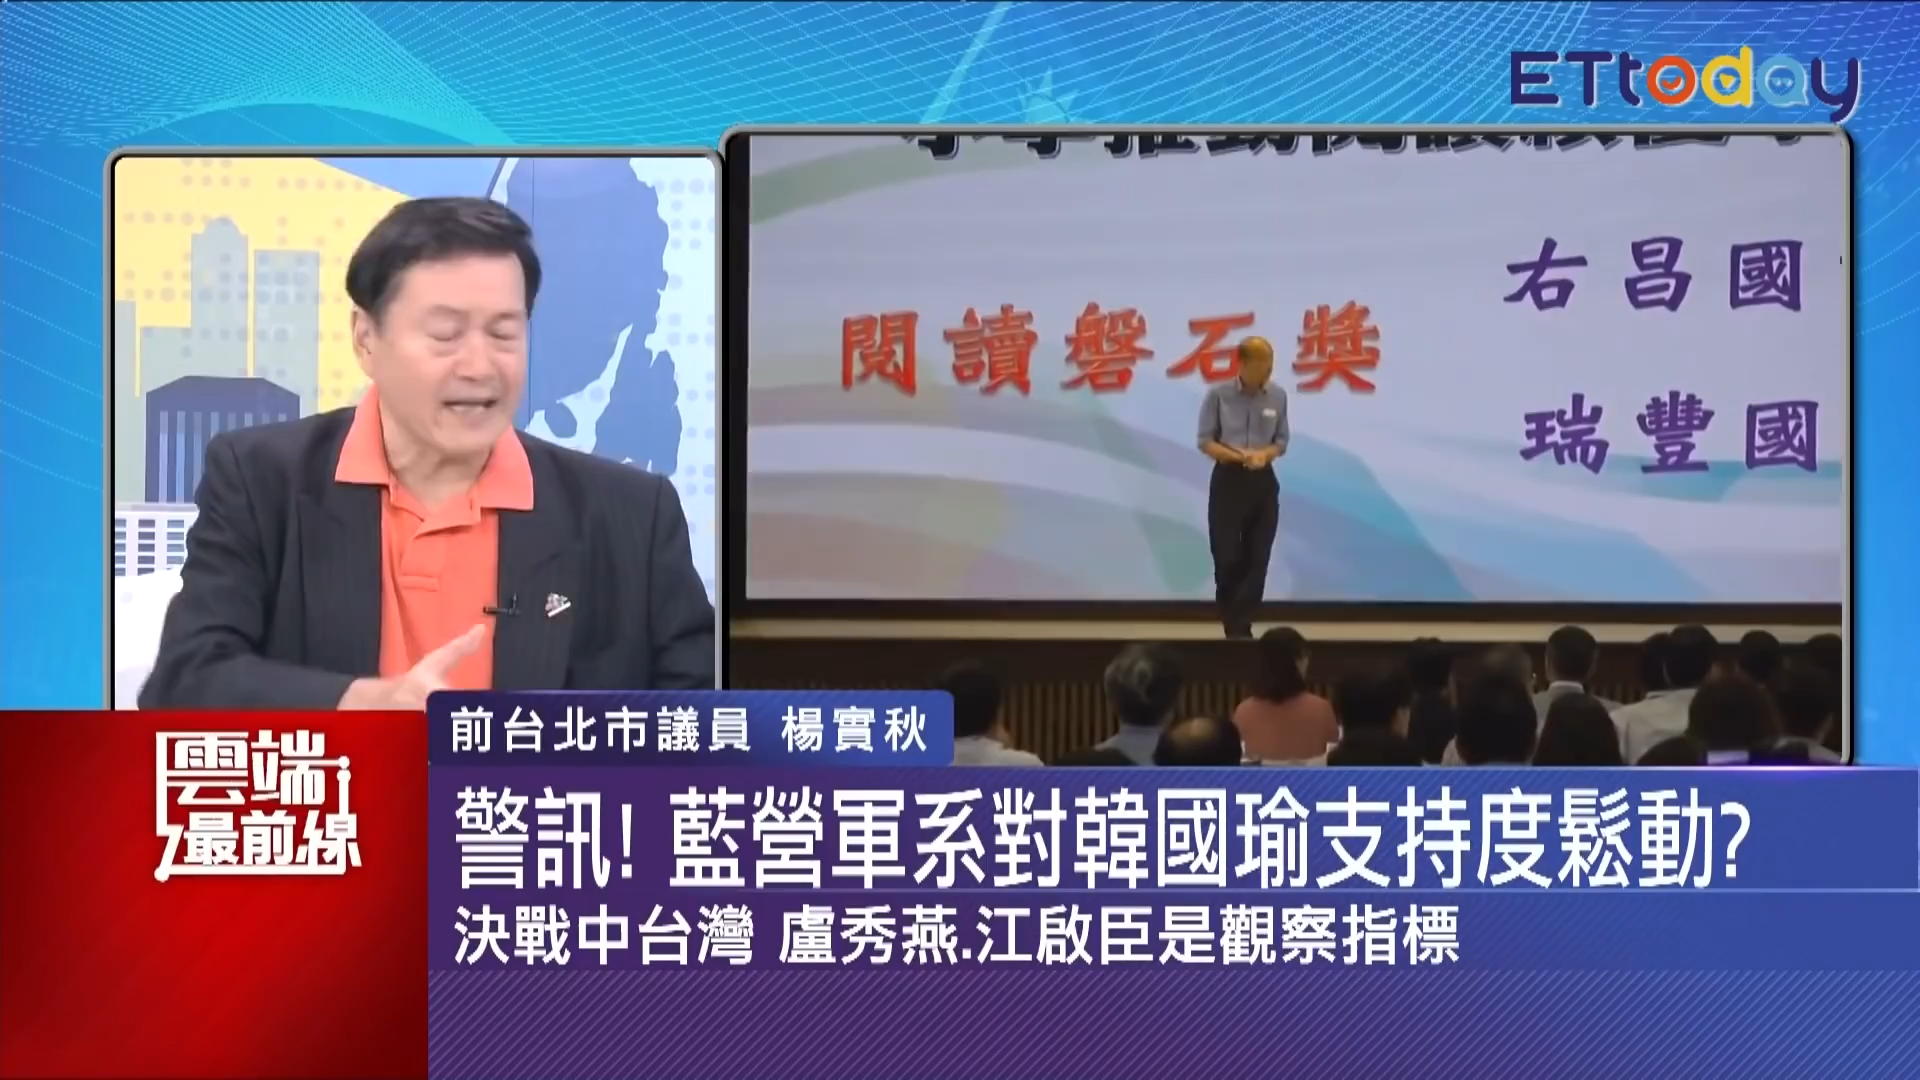 ETtoday
閱讀磐石獎
右昌國
瑞豐國
前台北市議員 楊實秋
雲端
最前線
警訊! 藍營軍系對韓國瑜支持度鬆動?
決戰中台灣 盧秀燕.江啟臣是觀察指標